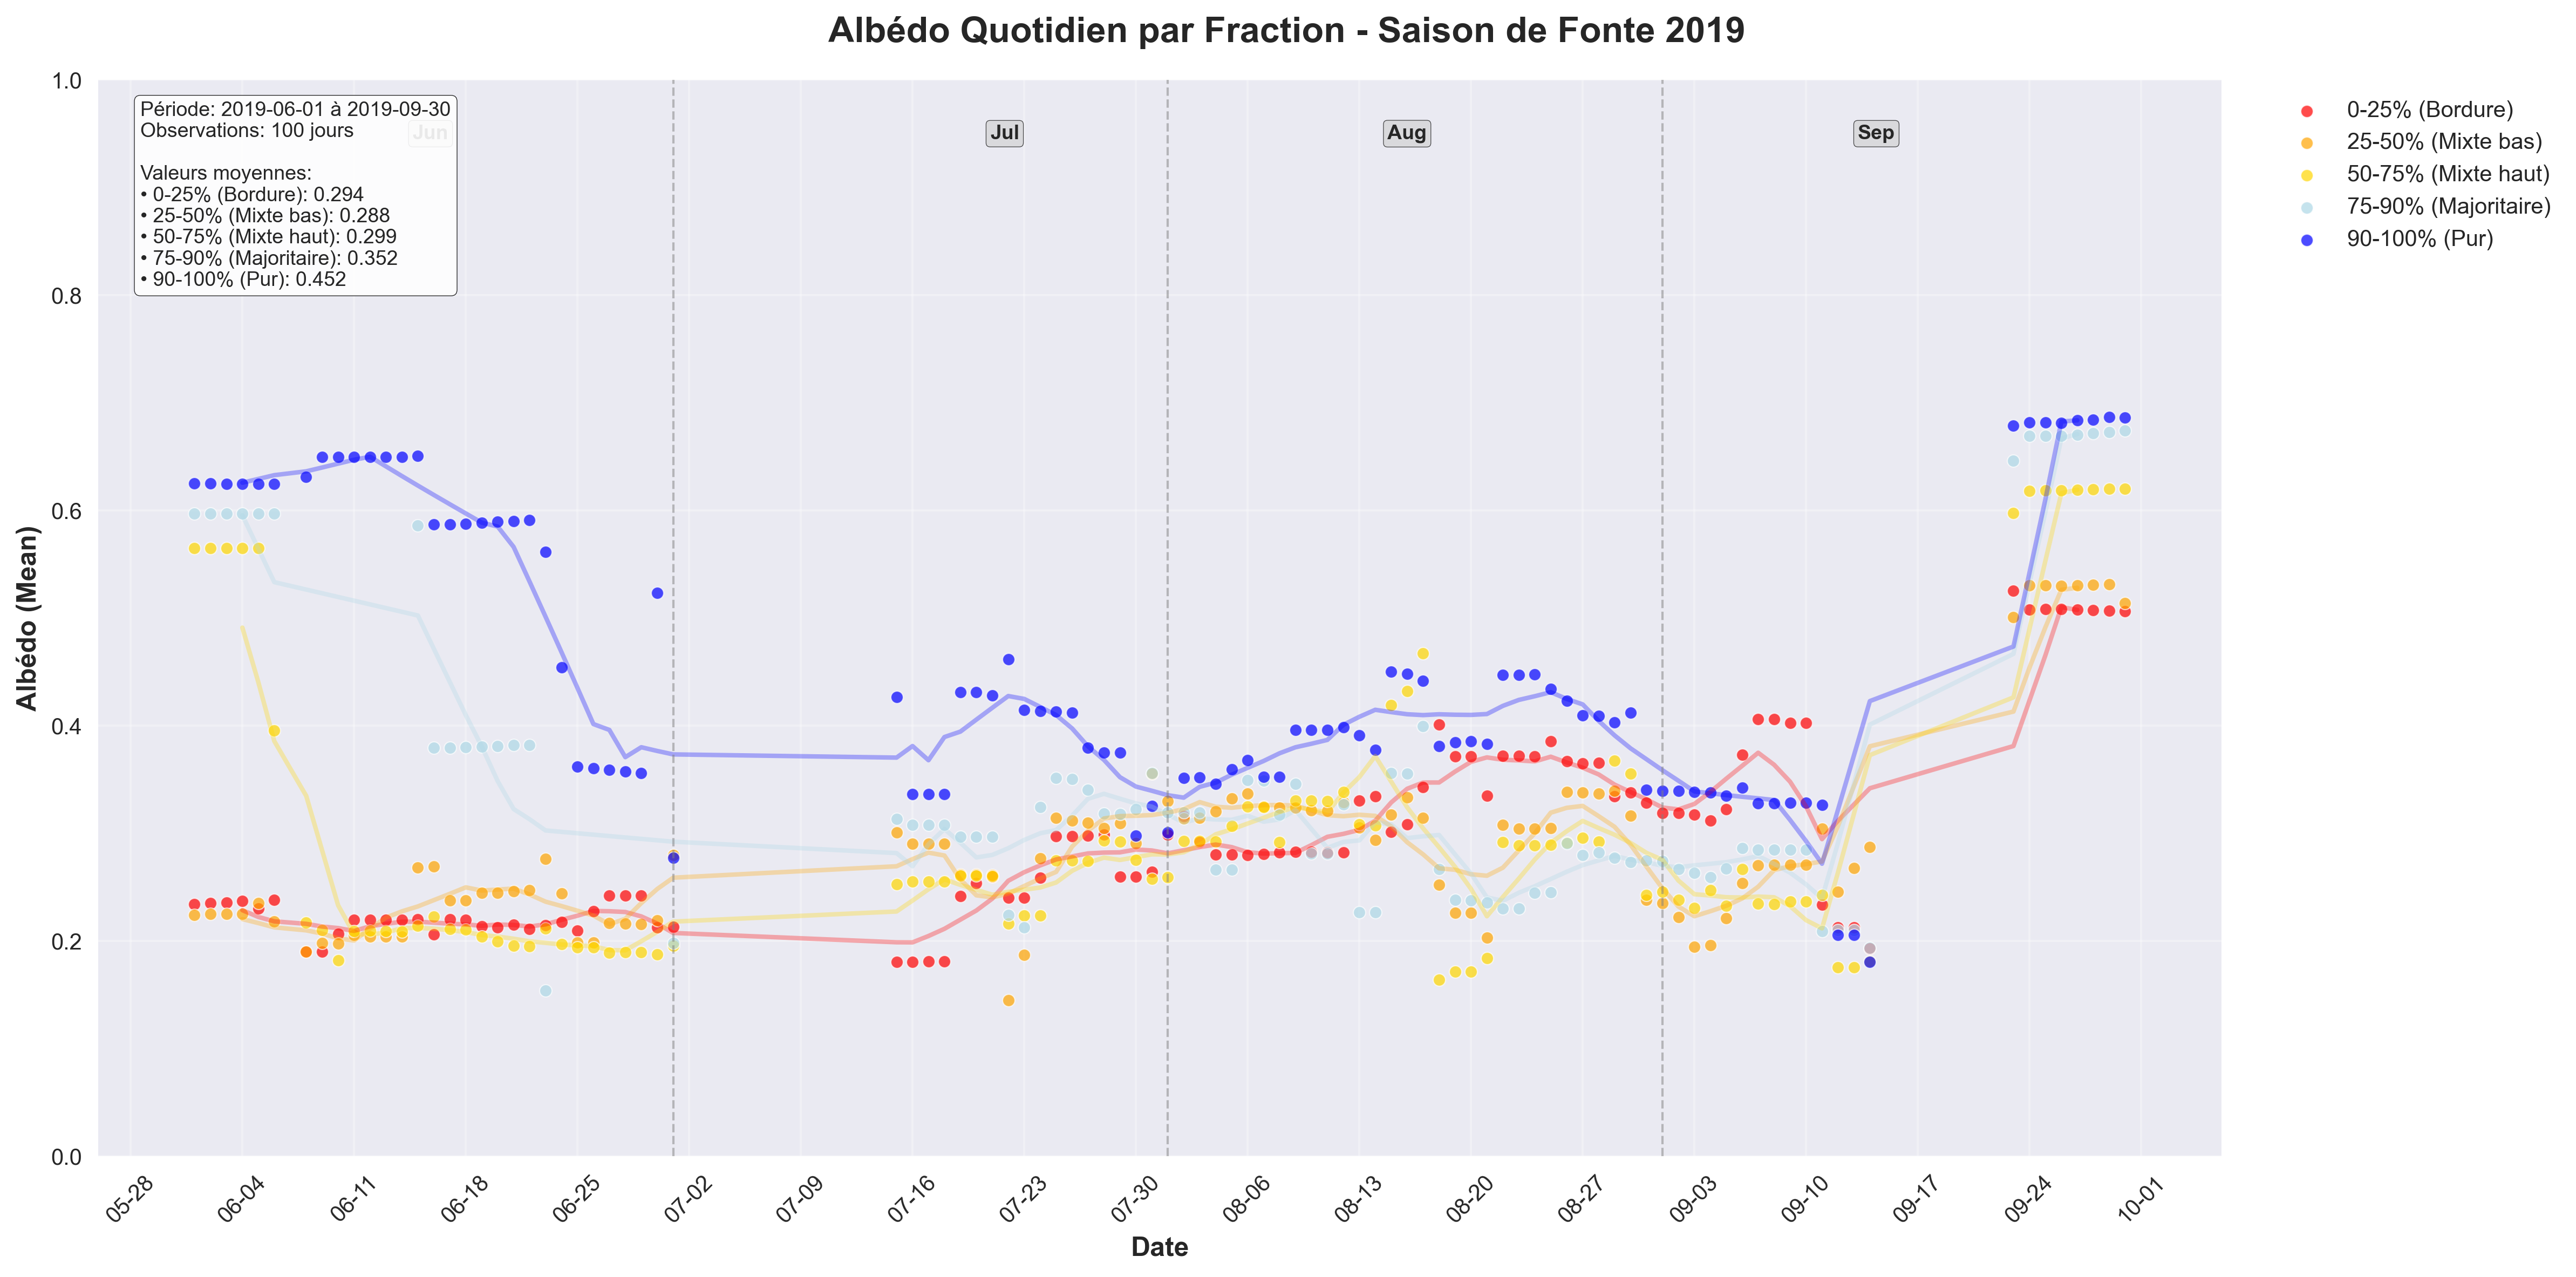 Albédo Quotidien par Fraction - Saison de Fonte 2019
Albédo (Mean)
1.0
0.8
0.6
0.4
0.2
0.0
Période: 2019-06-01 à 2019-09-30
Observations: 100 jours
Valeurs moyennes:
• 0-25% (Bordure): 0.294
• 25-50% (Mixte bas): 0.288
• 50-75% (Mixte haut): 0.299
• 75-90% (Majoritaire): 0.352
• 90-100% (Pur): 0.452
Jun
Jul
Aug
Sep
0-25% (Bordure)
25-50% (Mixte bas)
50-75% (Mixte haut)
75-90% (Majoritaire)
90-100% (Pur)
05-28
06-04
06-11
06-18
06-25
07-02
07-09
07-16
07-23
07-30
08-06
08-13
08-20
08-27
09-03
09-10
09-17
09-24
10-01
Date